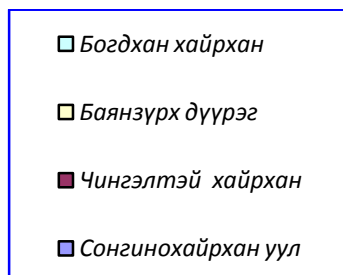 Богдхан хайрхан
Баянзүрх дүүрэг
Чингэлтэй хайрхан
Сонгинохайрхан уул